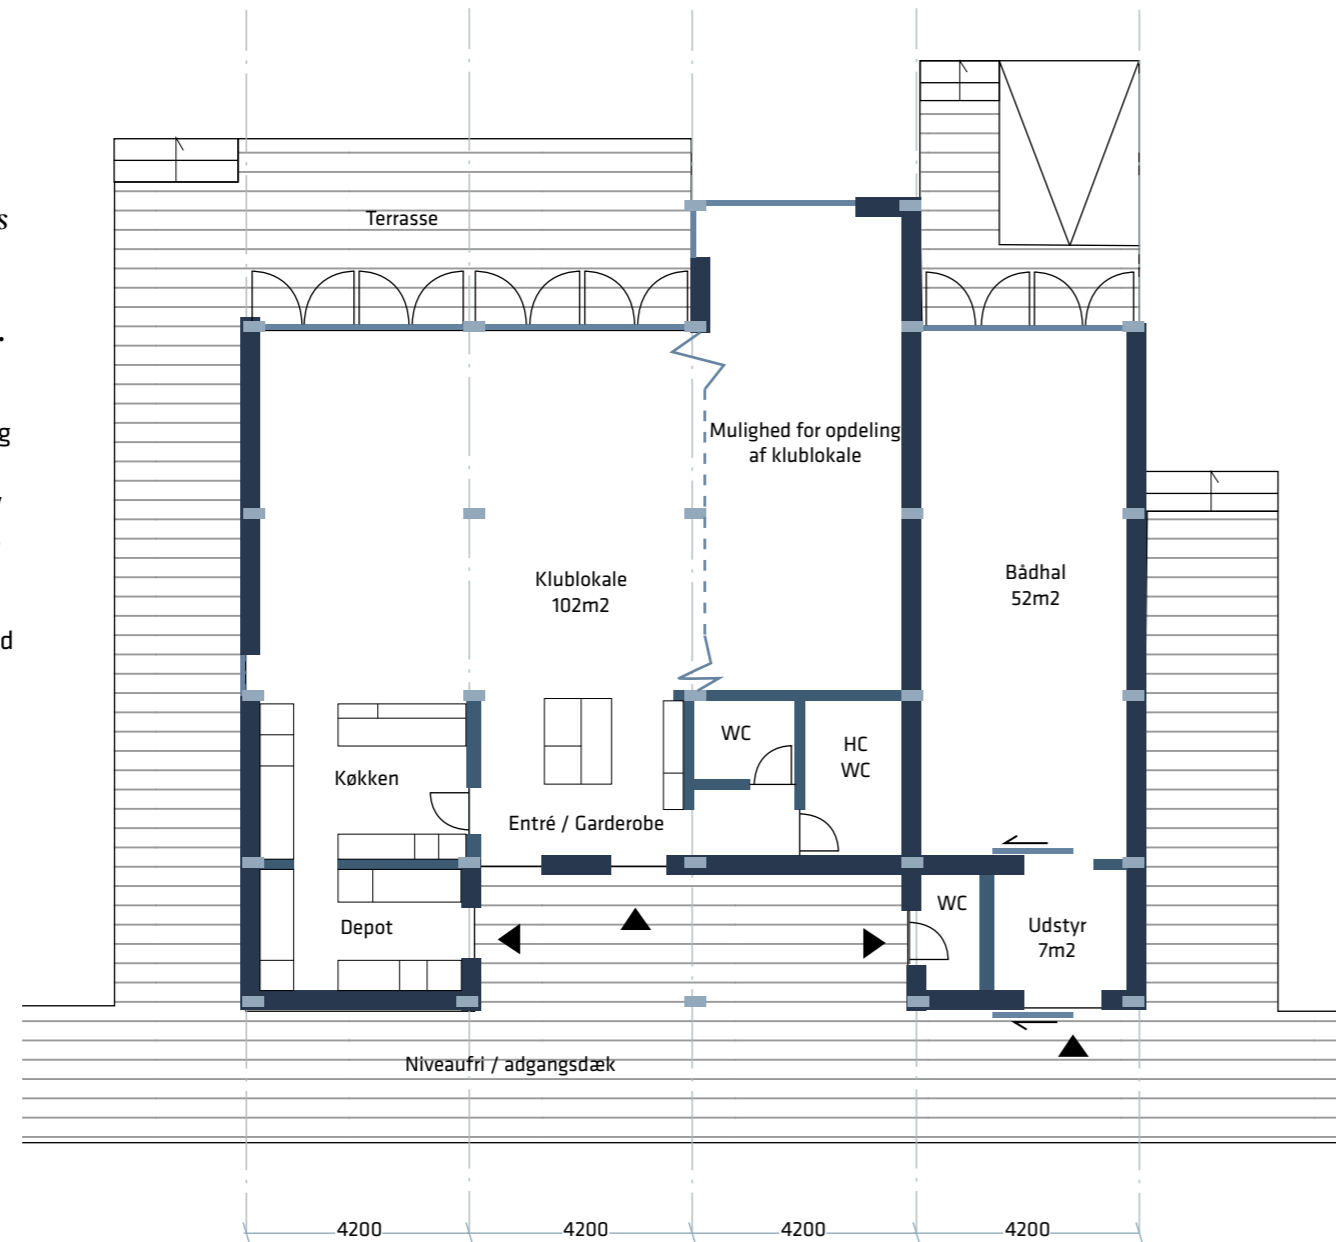 s
Terrasse
.
g
Mulighed for opdeling
af klublokale
d
Klublokale
102m2
Bådhal
52m2
WC
HC
WC
Køkken
Entré / Garderobe
WC
Depot
Udstyr
7m2
Niveaufri / adgangsdæk
4200
4200
4200
4200